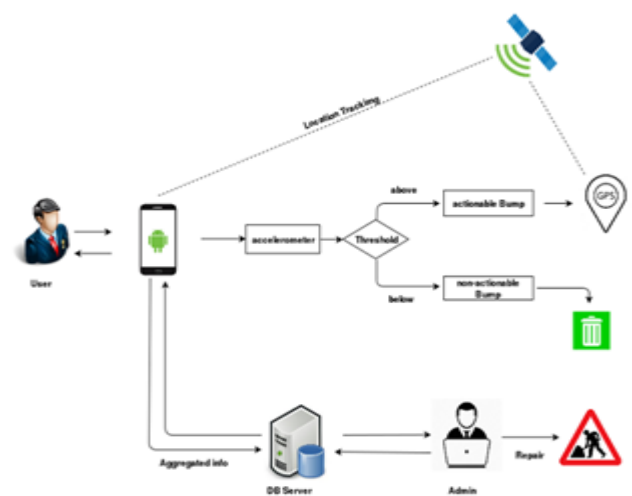 Location Tracking
GPS
above
actionable Bump
accelerometer
Threshold
non-actionable
Bump
below
User
Aggregated info
Repair
DB Server
Admin